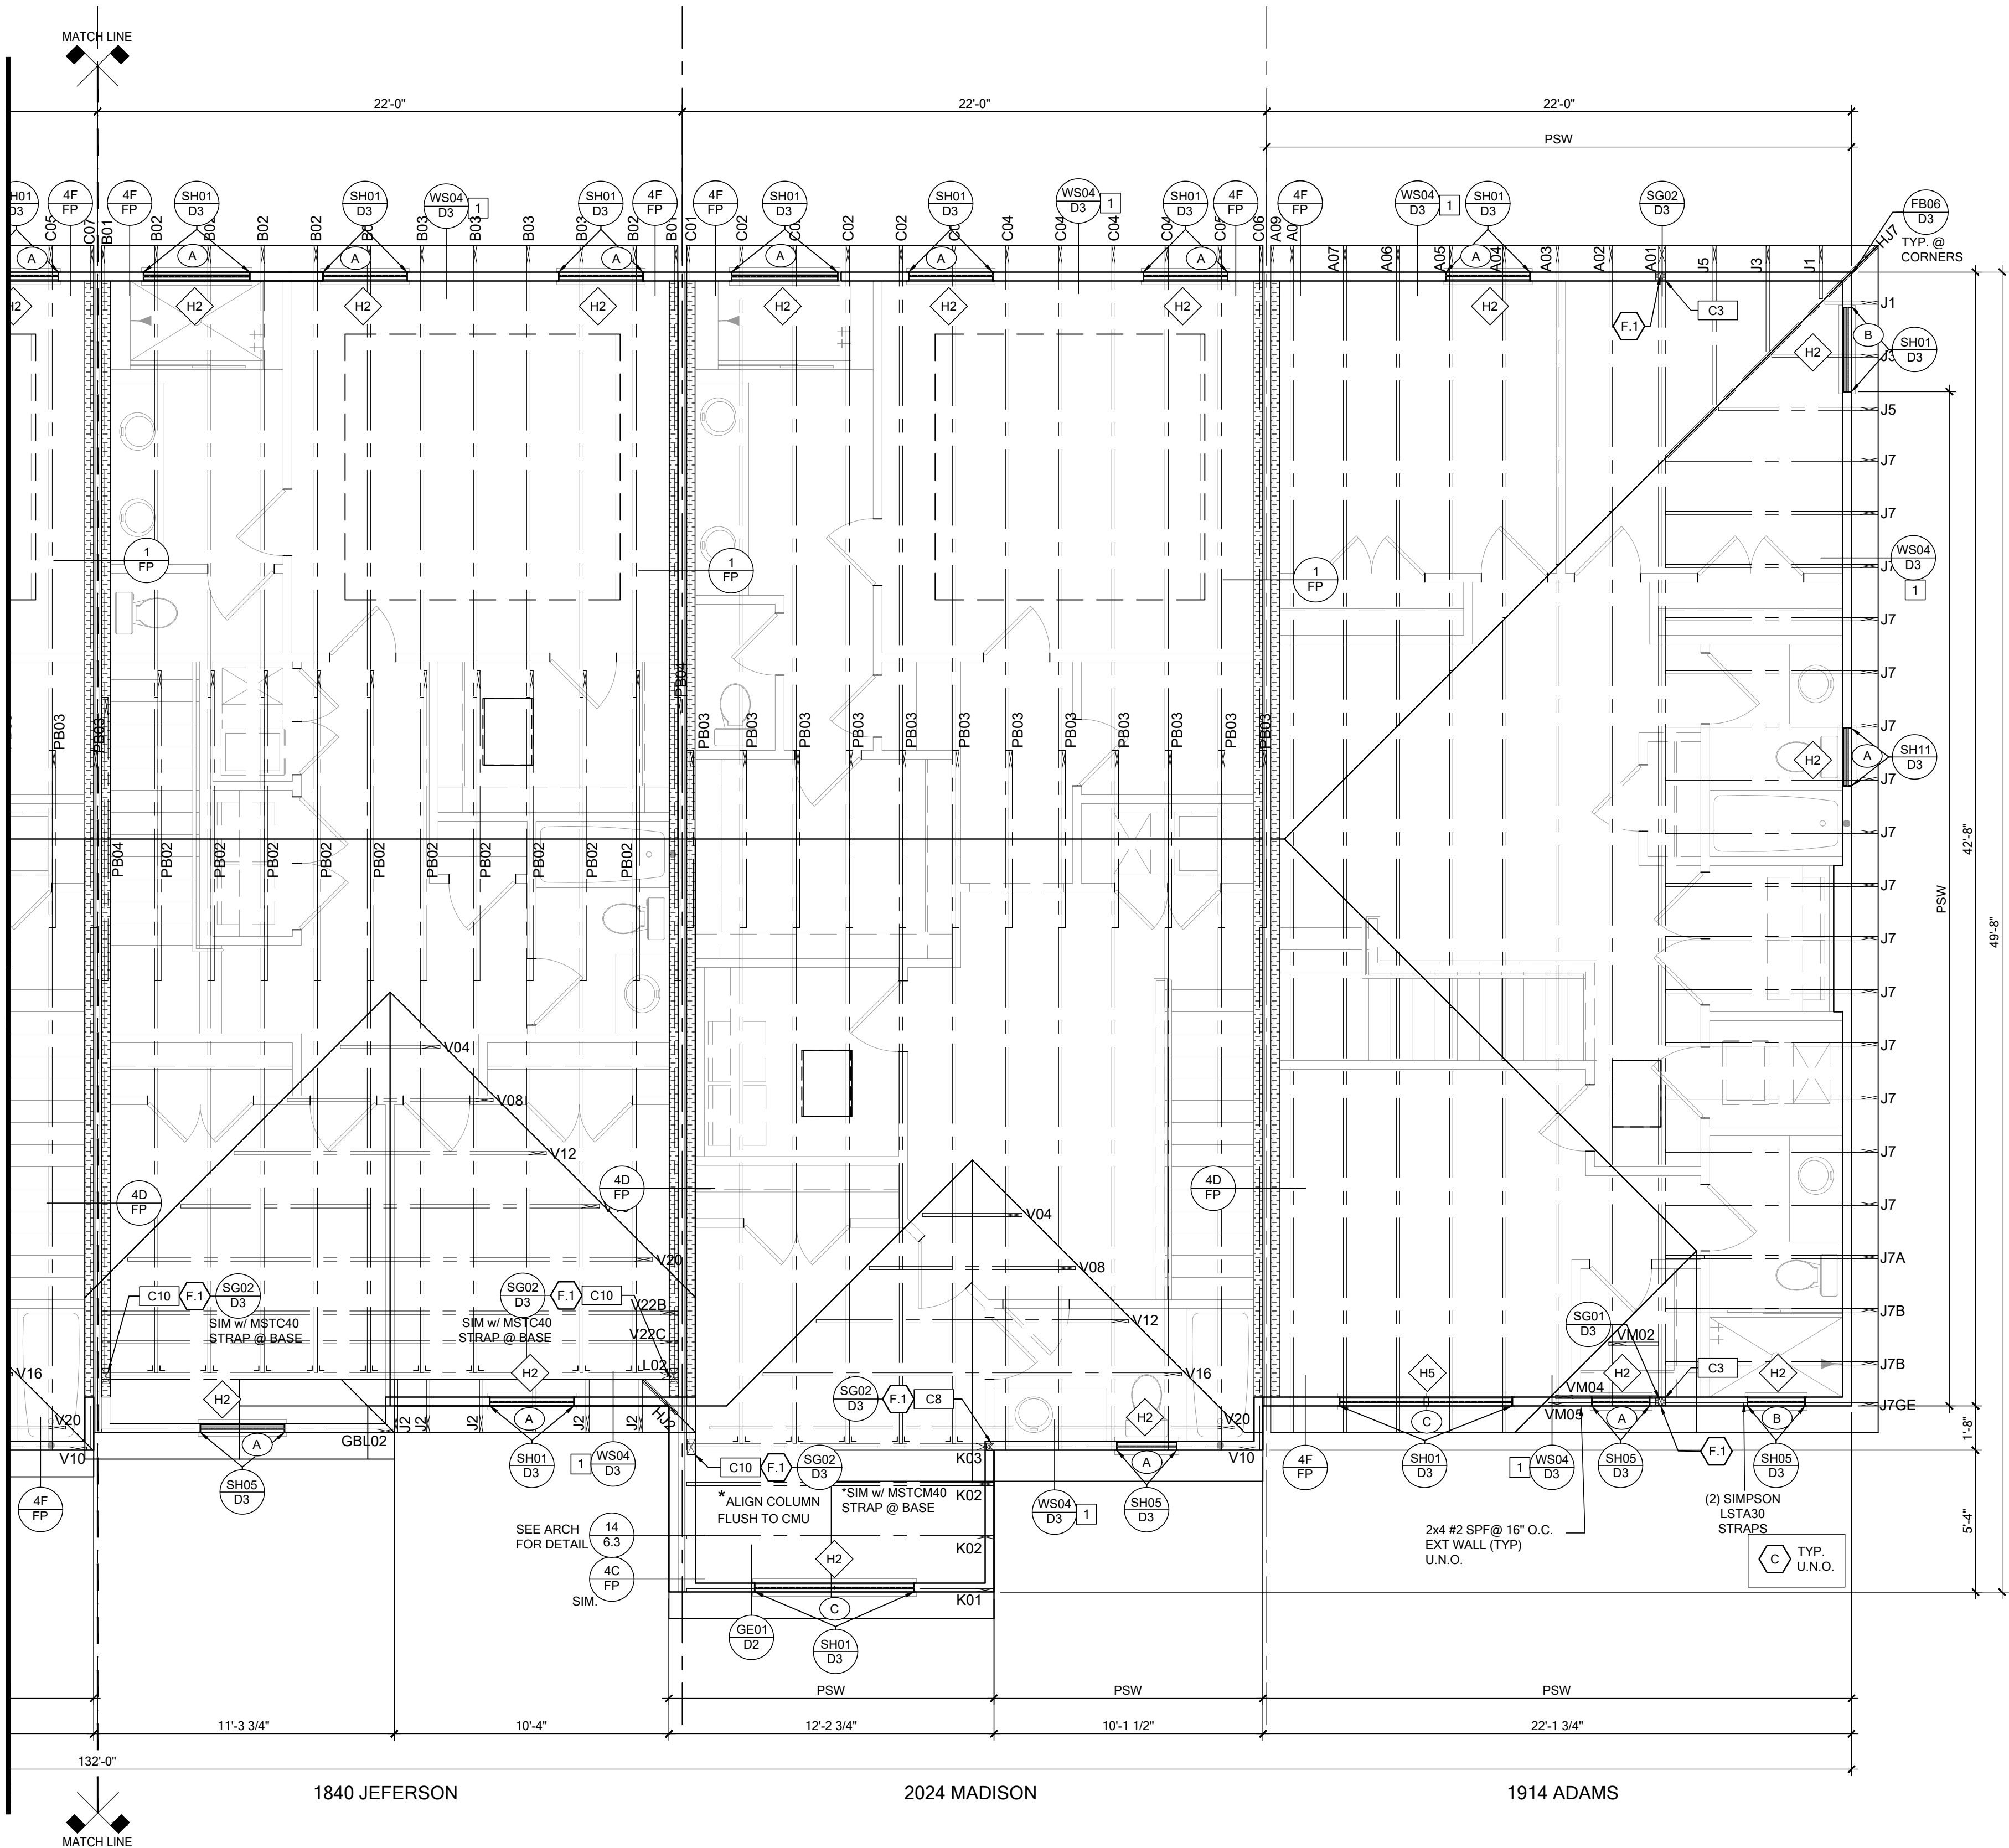 MATCH LINE
22'-0"
22'-0"
22'-0"
PSW
4F
FP
4F
FP
SH01
D3
SH01
D3
WS04
D3
1
SH01
D3
4F
FP
4F
FP
SH01
D3
SH01
D3
WS04
D3
1
SH01
D3
4F
FP
4F
FP
WS04
D3
1
SH01
D3
SG02
D3
FB06
D3
TYP. @
CORNERS
C05
C07
B01
B02
B02
B02
B03
B03
B03
B03
B02
C01
C02
C02
C02
C04
C04
C04
C04
C06
A09
A07
A06
A05
A04
A03
A02
A01
J5
J3
J1
HJ7
A
A
A
A
A
A
A
A
H2
H2
H2
H2
H2
H2
H2
F.1
C3
J1
B
SH01
D3
H2
J5
J7
J7
WS04
D3
1
J7
J7
J7
1
FP
1
FP
1
FP
PB03
PB03
PB04
PB03
PB03
PB03
PB03
PB03
PB03
PB03
PB03
PB03
PB03
PB03
PB03
H2
A
SH11
D3
J7
J7
J7
J7
J7
J7
J7
J7
J7
J7
PB04
PB02
PB02
PB02
PB02
PB02
PB02
PB02
PB02
PB02
PB02
42'-8"
PSW
49'-8"
V04
V08
V12
V20
V22B
V22C
L02
4D
FP
4D
FP
4D
FP
V04
V08
V12
V16
V20
V10
J7A
J7B
J7B
J7GE
C10
F.1
SG02
D3
SIM w/ MSTC40
STRAP @ BASE
SG02
D3
F.1
C10
SIM w/ MSTC40
STRAP @ BASE
SG01
D3
VM02
VM04
VM05
H2
H2
H2
H5
H2
H2
C3
V16
V20
V10
A
GBL02
J2
J2
A
J2
J2
J2
HJ2
SG02
D3
F.1
C8
C
A
B
F.1
1'-8"
5'-4"
4F
FP
SH05
D3
SH01
D3
1
WS04
D3
C10
F.1
SG02
D3
K03
K02
K02
K01
*ALIGN COLUMN
FLUSH TO CMU
*SIM w/ MSTCM40
STRAP @ BASE
WS04
D3
1
A
SH05
D3
4F
FP
SH01
D3
1
WS04
D3
SH05
D3
SH05
D3
(2) SIMPSON
LSTA30
STRAPS
2x4 #2 SPF@ 16" O.C.
EXT WALL (TYP)
U.N.O.
C
TYP.
U.N.O.
SEE ARCH
FOR DETAIL
14
6.3
4C
FP
SIM.
H2
C
GE01
D2
SH01
D3
PSW
PSW
PSW
11'-3 3/4"
10'-4"
12'-2 3/4"
10'-1 1/2"
22'-1 3/4"
132'-0"
1840 JEFERSON
2024 MADISON
1914 ADAMS
MATCH LINE